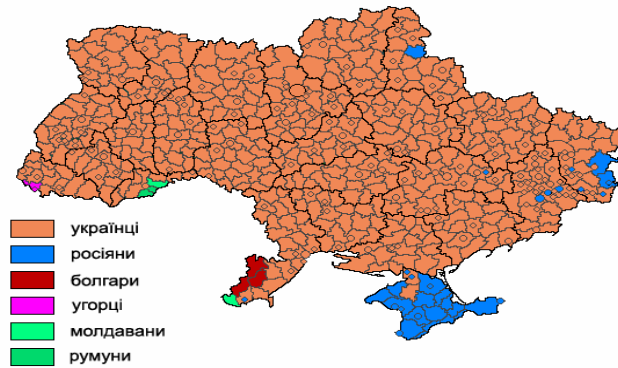 українці
росіяни
болгари
угорці
молдавани
румуни